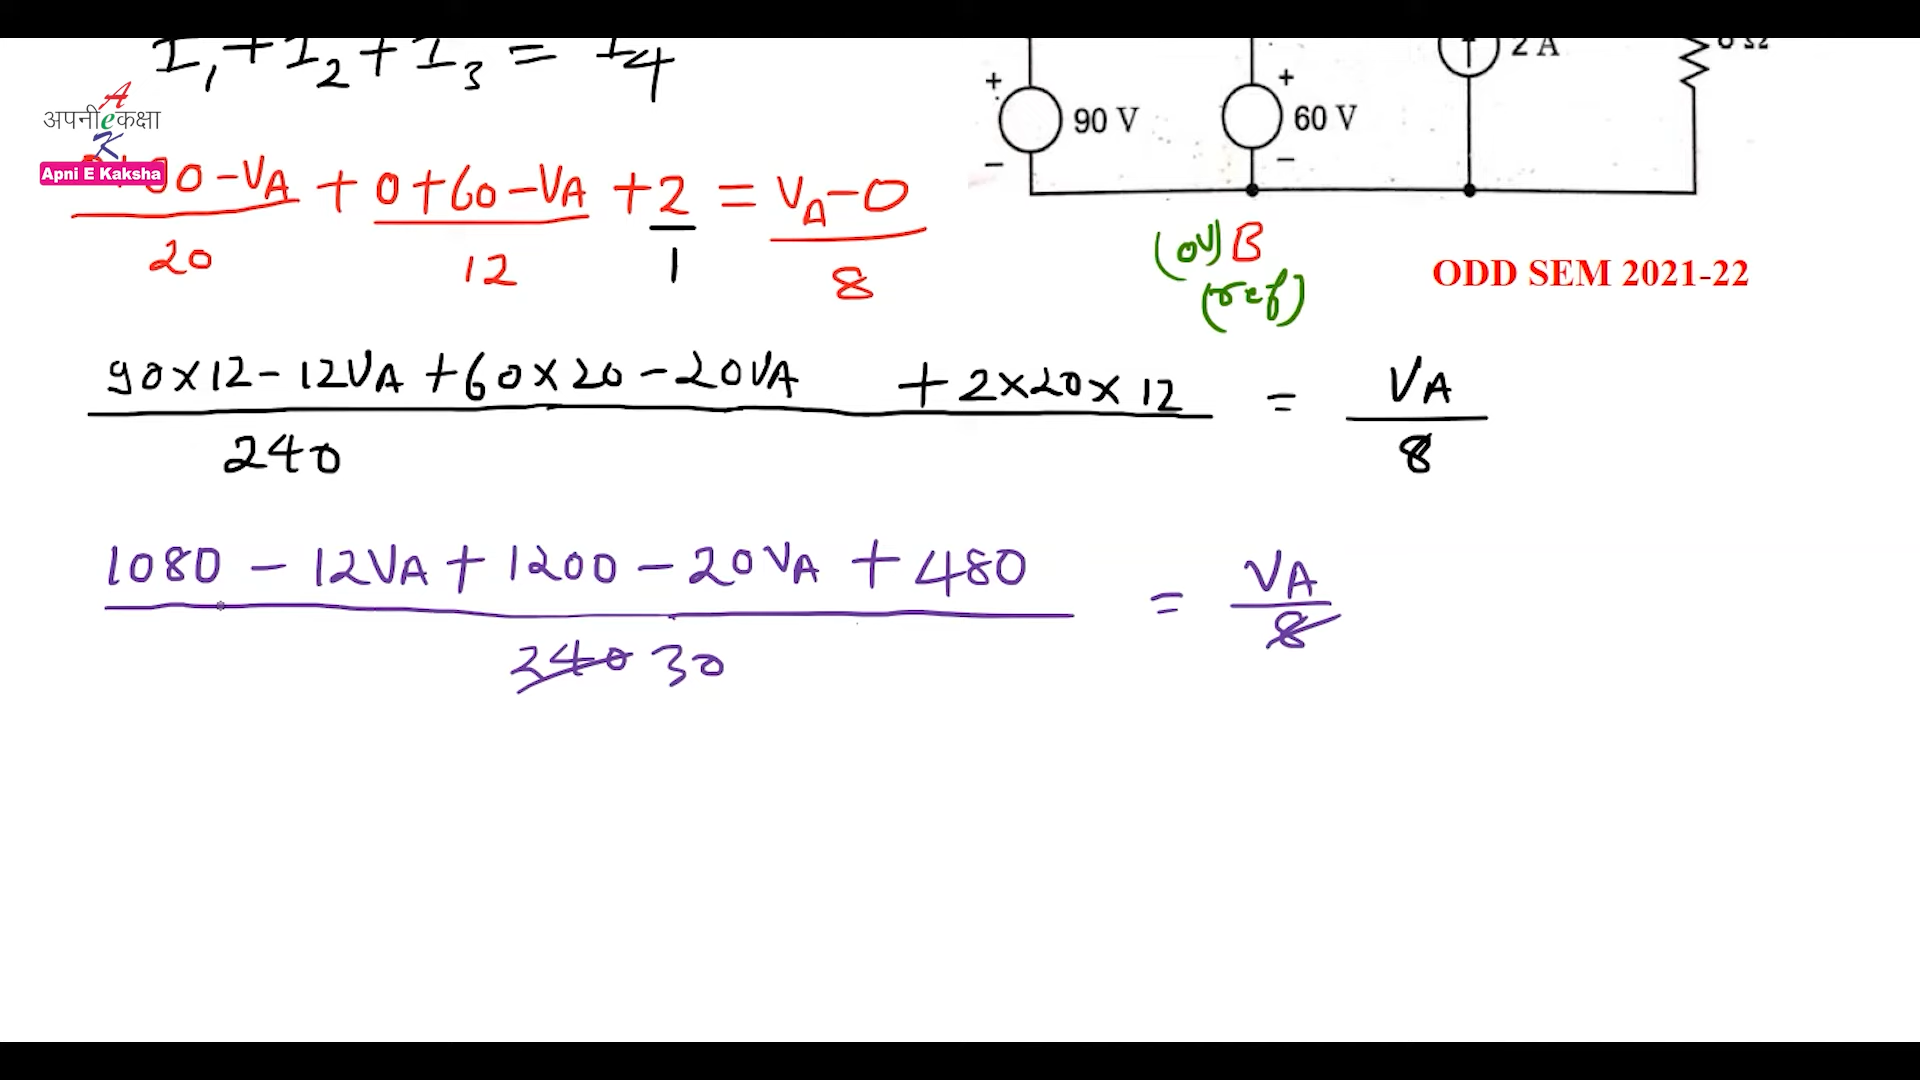 I₁ + I₂ + I₃ = I₄
2 A
8 Ω
+ 90 V −
+ 60 V −
अपनीeकक्षा
A K
Apni E Kaksha
0 − VA + 0+60−VA + 2 = VA−0
20 12 1 8
(0V) B
(ref)
ODD SEM 2021-22
90×12−12VA+60×20−20VA +2×20×12 = VA
240 8
1080 − 12VA + 1200 − 20VA + 480 = VA
240 30 8